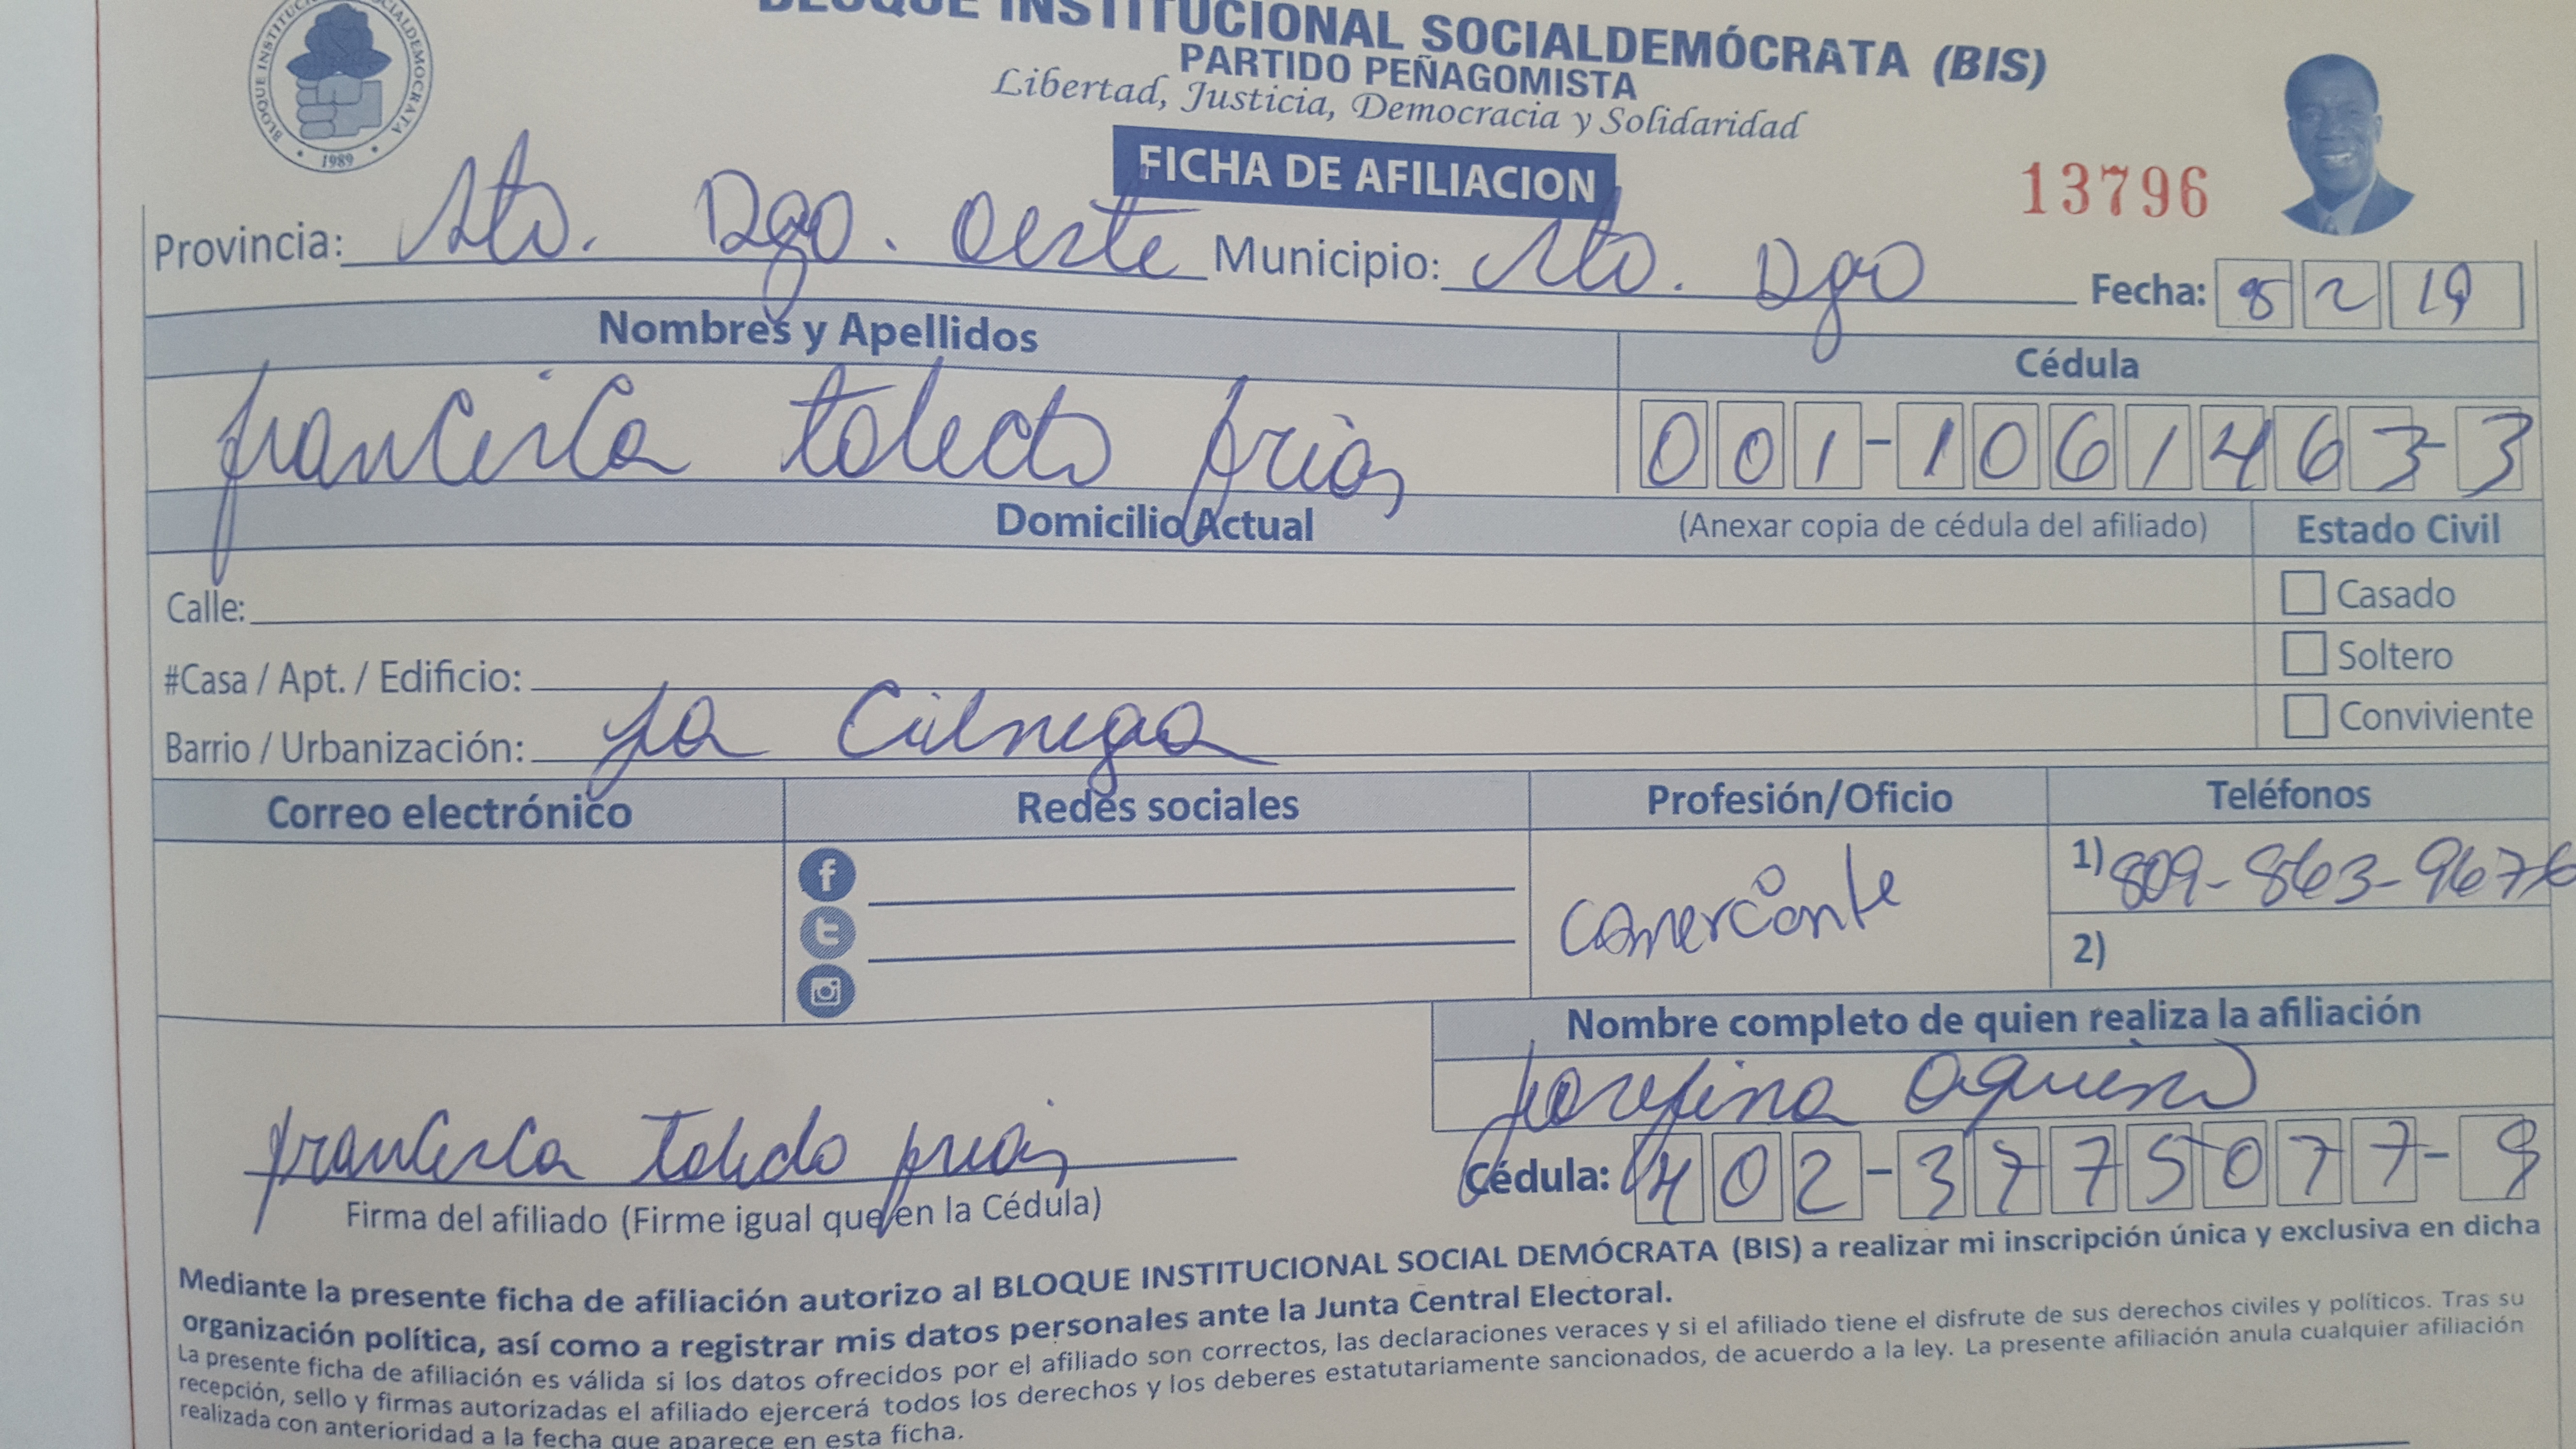 BLOQUE INSTITUCIONAL SOCIALDEMÓCRATA (BIS)
PARTIDO PEÑAGOMISTA
Libertad, Justicia, Democracia y Solidaridad
BLOQUE INSTITUCIONAL SOCIALDEMOCRATA
1989
FICHA DE AFILIACION
13796
Provincia: Sto. Dgo. Oeste Municipio: Sto. Dgo Fecha: 8 2 19
Nombres y Apellidos Cédula
francisca toledo frias 001-1061463-3
Domicilio Actual (Anexar copia de cédula del afiliado) Estado Civil
Calle: Casado
#Casa / Apt. / Edificio: Soltero
Barrio / Urbanización: La Cienega Conviviente
Correo electrónico Redes sociales Profesión/Oficio Teléfonos
comerciante 1) 809-863-9676
2)
Nombre completo de quien realiza la afiliación
Josefina Aquino
francisca Toledo frias Cédula: 402-3775077-9
Firma del afiliado (Firme igual que en la Cédula)
Mediante la presente ficha de afiliación autorizo al BLOQUE INSTITUCIONAL SOCIAL DEMÓCRATA (BIS) a realizar mi inscripción única y exclusiva en dicha
organización política, así como a registrar mis datos personales ante la Junta Central Electoral.
La presente ficha de afiliación es válida si los datos ofrecidos por el afiliado son correctos, las declaraciones veraces y si el afiliado tiene el disfrute de sus derechos civiles y políticos. Tras su
recepción, sello y firmas autorizadas el afiliado ejercerá todos los derechos y los deberes estatutariamente sancionados, de acuerdo a la ley. La presente afiliación anula cualquier afiliación
realizada con anterioridad a la fecha que aparece en esta ficha.